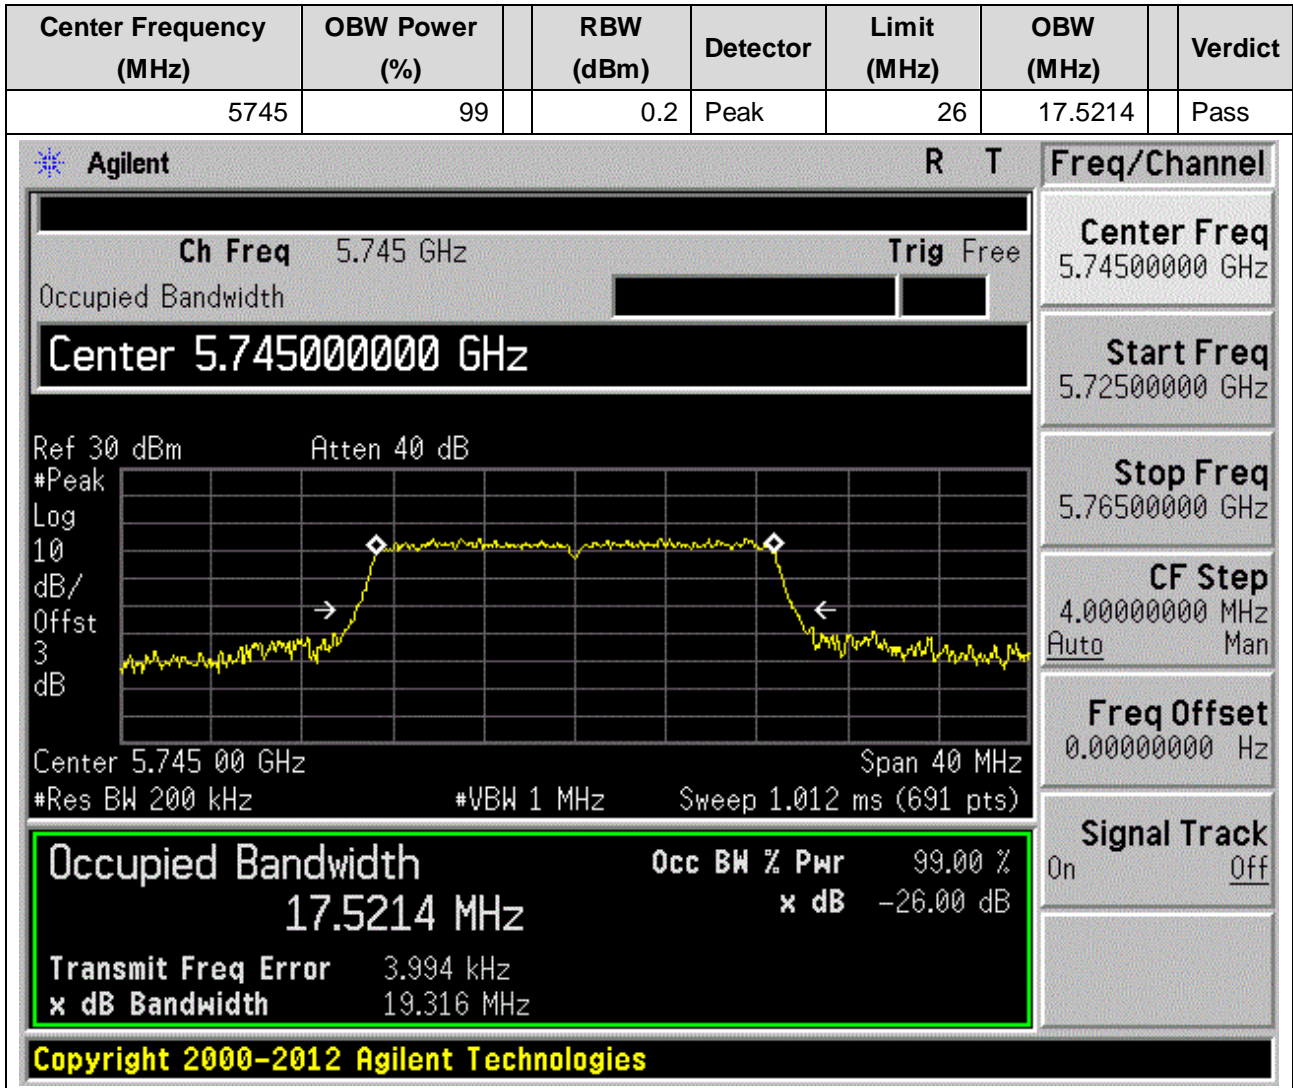 Center Frequency (MHz) OBW Power (%) RBW (dBm) Detector Limit (MHz) OBW (MHz) Verdict
5745 99 0.2 Peak 26 17.5214 Pass
Agilent R T Freq/Channel
Ch Freq 5.745 GHz Trig Free
Occupied Bandwidth
Center 5.745000000 GHz
Ref 30 dBm Atten 40 dB
#Peak
Log
10
dB/
Offst
3
dB
Center 5.745 00 GHz Span 40 MHz
#Res BW 200 kHz #VBW 1 MHz Sweep 1.012 ms (691 pts)
Occupied Bandwidth Occ BW % Pwr 99.00 %
17.5214 MHz x dB -26.00 dB
Transmit Freq Error 3.994 kHz
x dB Bandwidth 19.316 MHz
Copyright 2000-2012 Agilent Technologies
Center Freq
5.74500000 GHz
Start Freq
5.72500000 GHz
Stop Freq
5.76500000 GHz
CF Step
4.00000000 MHz
Auto Man
Freq Offset
0.00000000 Hz
Signal Track
On Off